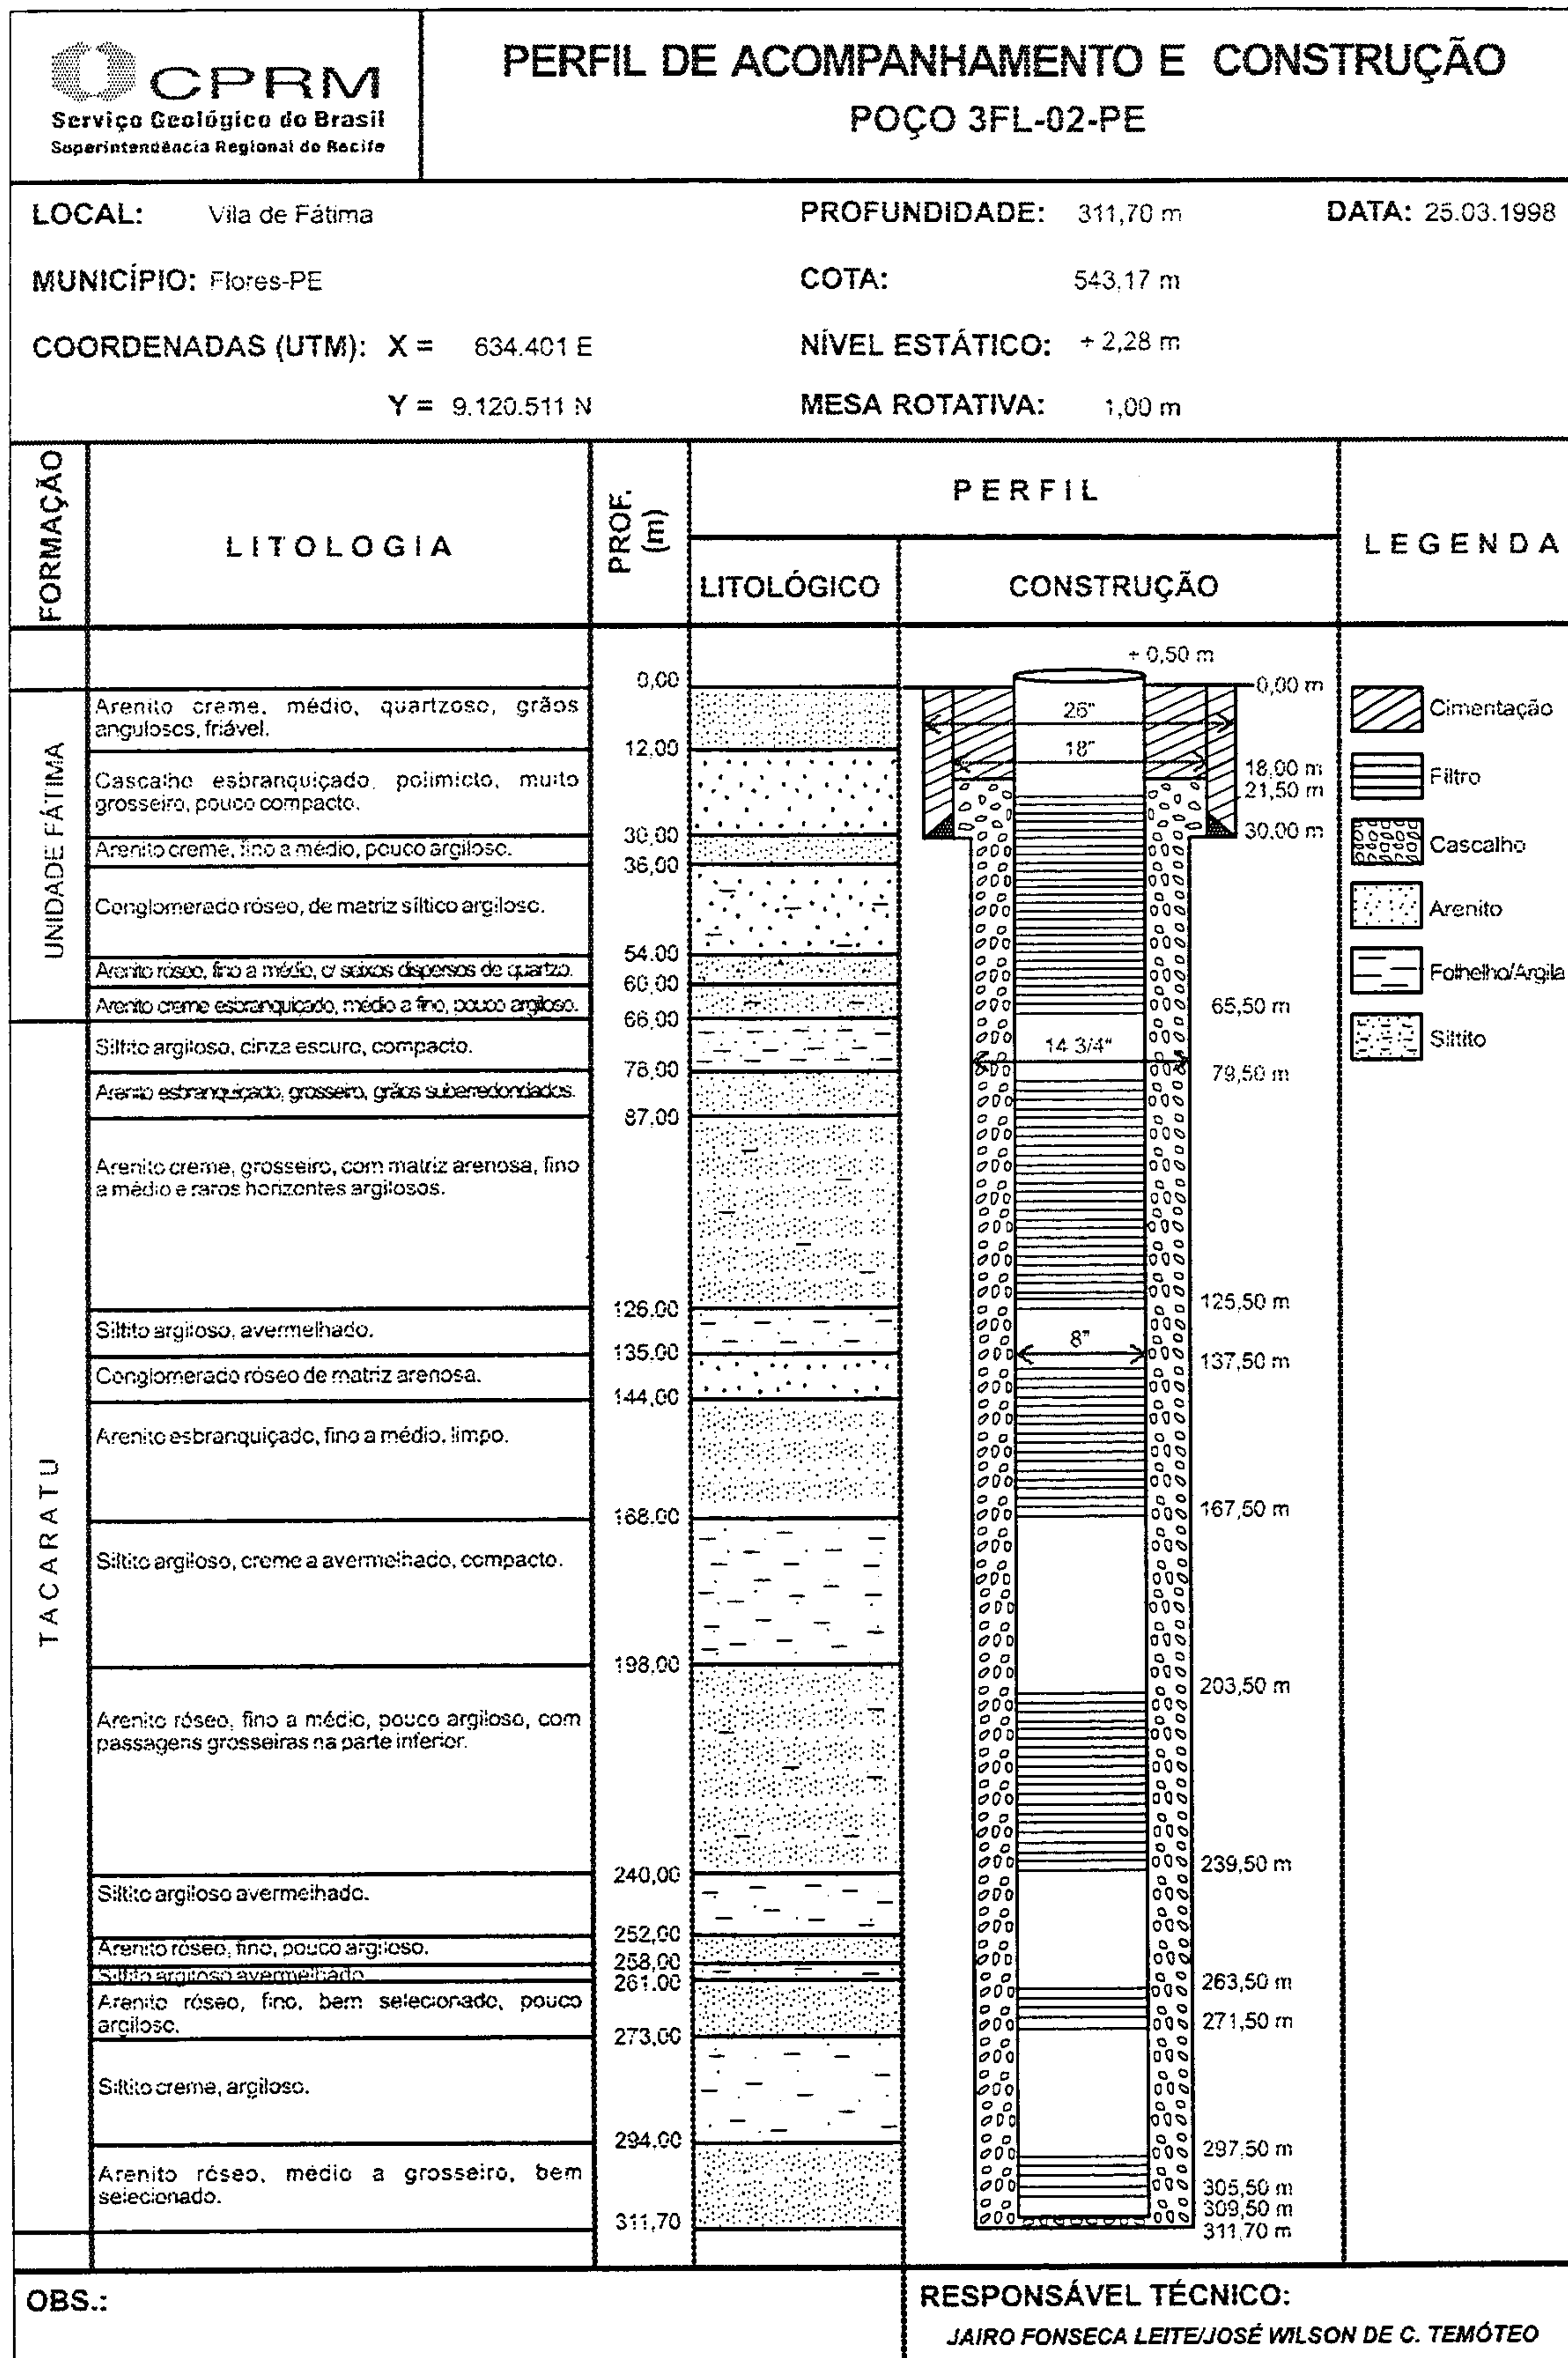 CPRM
Serviço Geológico do Brasil
Superintendência Regional do Recife
PERFIL DE ACOMPANHAMENTO E CONSTRUÇÃO
POÇO 3FL-02-PE
LOCAL: Vila de Fátima
PROFUNDIDADE: 311,70 m
DATA: 25.03.1998
MUNICÍPIO: Flores-PE
COTA: 543,17 m
COORDENADAS (UTM): X = 634.401 E
NÍVEL ESTÁTICO: + 2,28 m
Y = 9.120.511 N
MESA ROTATIVA: 1,00 m
FORMAÇÃO
LITOLOGIA
PROF. (m)
PERFIL
LITOLÓGICO
CONSTRUÇÃO
LEGENDA
UNIDADE FÁTIMA
TACARATU
Arenito creme, médio, quartzoso, grãos
angulosos, friável.
Cascalho esbranquiçado, polimicto, muito
grosseiro, pouco compacto.
Arenito creme, fino a médio, pouco argiloso.
Conglomerado róseo, de matriz síltico argiloso.
Arenito róseo, fino a médio, c/ seixos dispersos de quartzo.
Arenito creme esbranquiçado, médio a fino, pouco argiloso.
Siltito argiloso, cinza escuro, compacto.
Arenito esbranquiçado, grosseiro, grãos suberredondados.
Arenito creme, grosseiro, com matriz arenosa, fino
a médio e raros horizontes argilosos.
Siltito argiloso, avermelhado.
Conglomerado róseo de matriz arenosa.
Arenito esbranquiçado, fino a médio, limpo.
Siltito argiloso, creme a avermelhado, compacto.
Arenito róseo, fino a médio, pouco argiloso, com
passagens grosseiras na parte inferior.
Siltito argiloso avermelhado.
Arenito róseo, fino, pouco argiloso.
Siltito argiloso avermelhado
Arenito róseo, fino, bem selecionado, pouco
argiloso.
Siltito creme, argiloso.
Arenito róseo, médio a grosseiro, bem
selecionado.
0,00
12,00
30,00
36,00
54,00
60,00
66,00
78,00
87,00
126,00
135,00
144,00
168,00
198,00
240,00
252,00
258,00
261,00
273,00
294,00
311,70
+ 0,50 m
0,00 m
26"
18"
18,00 m
21,50 m
30,00 m
65,50 m
14 3/4"
79,50 m
125,50 m
8"
137,50 m
167,50 m
203,50 m
239,50 m
263,50 m
271,50 m
297,50 m
305,50 m
309,50 m
311,70 m
Cimentação
Filtro
Cascalho
Arenito
Folhelho/Argila
Siltito
OBS.:
RESPONSÁVEL TÉCNICO:
JAIRO FONSECA LEITE/JOSÉ WILSON DE C. TEMÓTEO